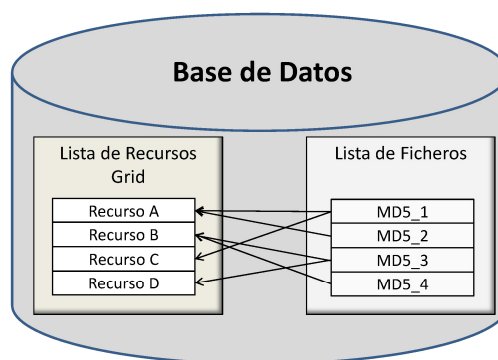 Base de Datos
Lista de Recursos
Grid
Recurso A
Recurso B
Recurso C
Recurso D
Lista de Ficheros
MD5_1
MD5_2
MD5_3
MD5_4